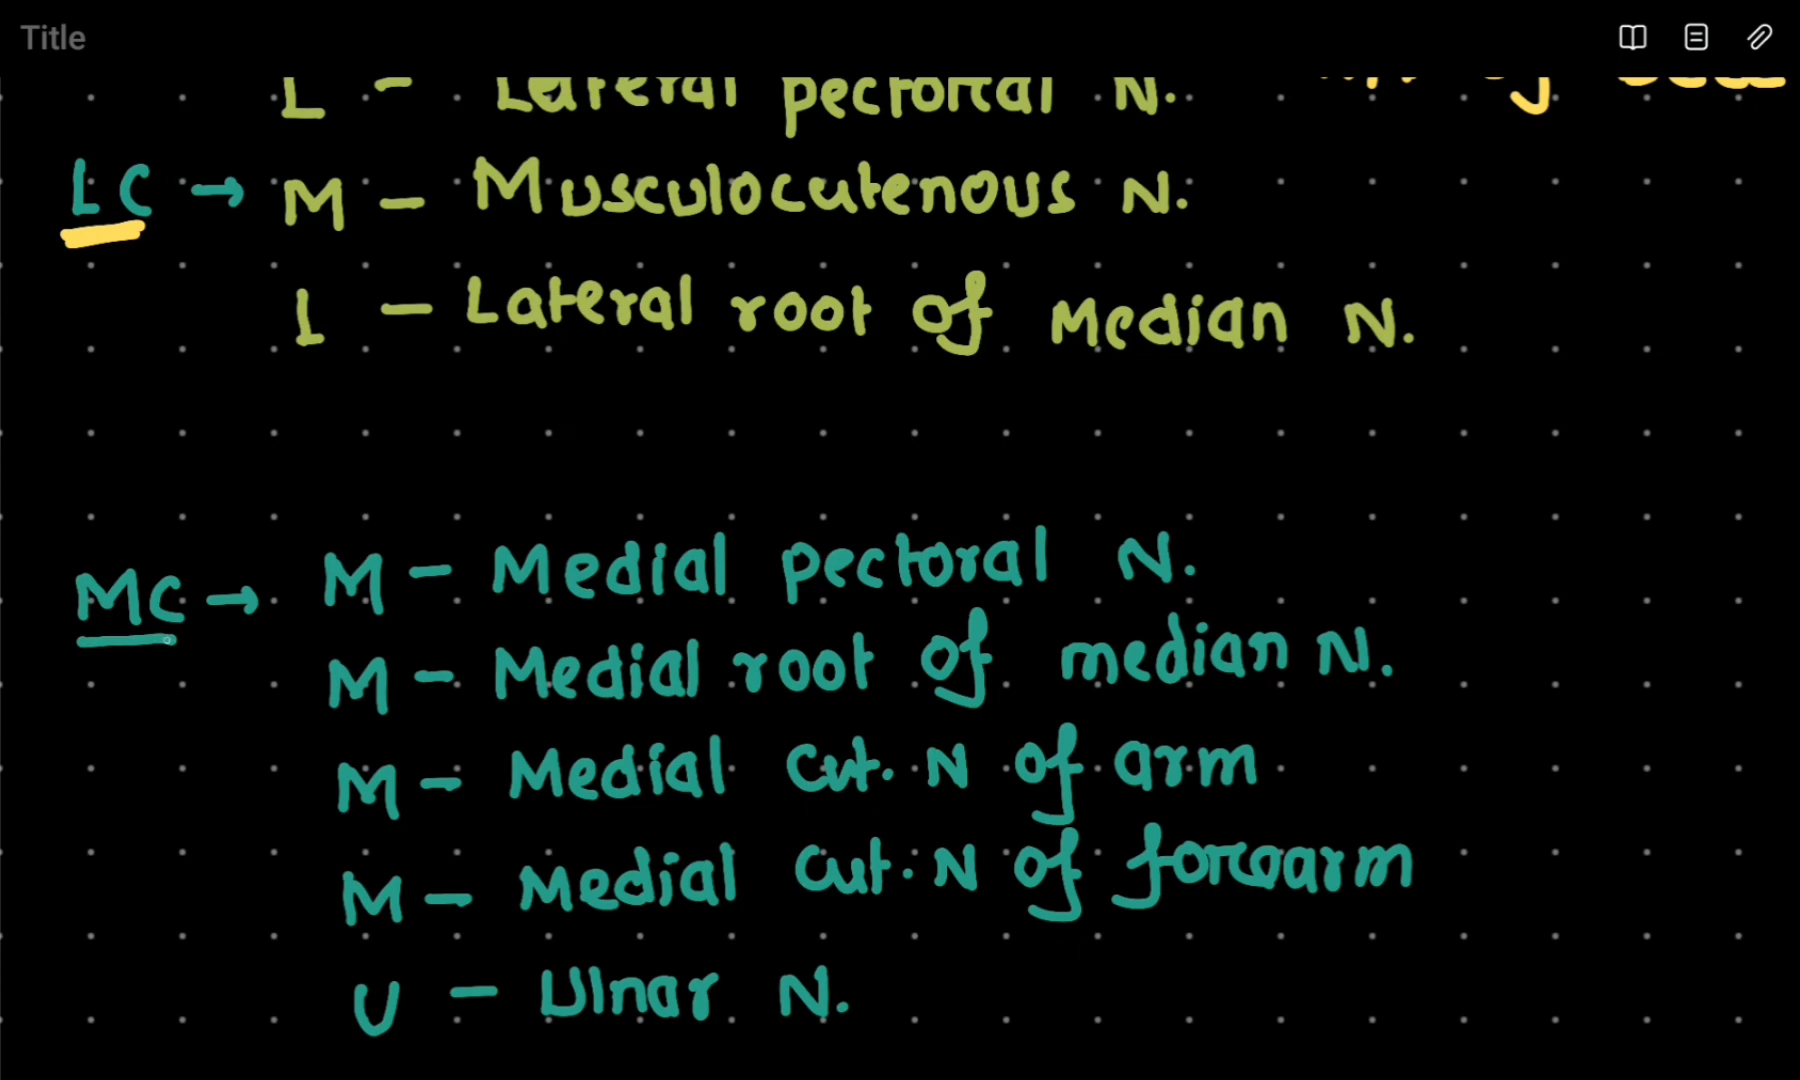 Title
L - Lateral pectoral N.
LC → M - Musculocutenous N.
L - Lateral root of Median N.
MC → M - Medial pectoral N.
M - Medial root of median N.
M - Medial Cut. N of arm
M - Medial Cut. N of forearm
U - Ulnar N.